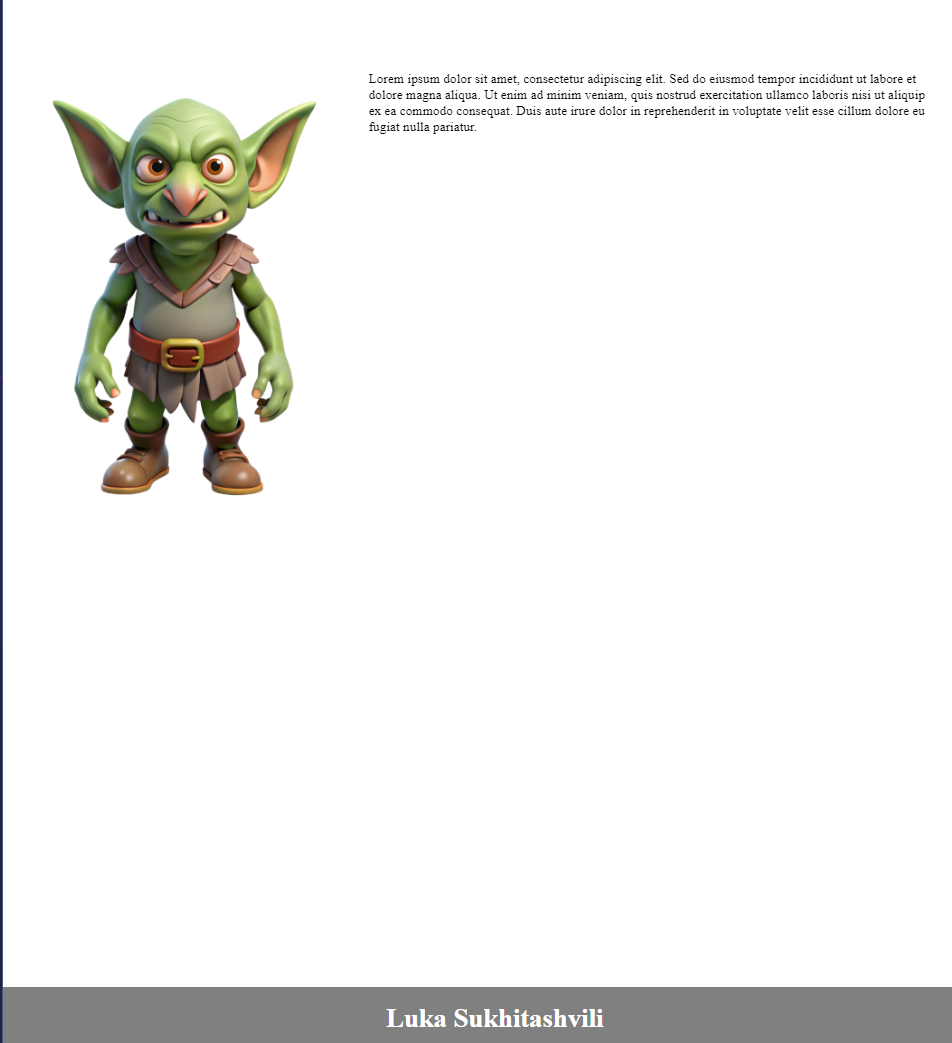 Lorem ipsum dolor sit amet, consectetur adipiscing elit. Sed do eiusmod tempor incididunt ut labore et
dolore magna aliqua. Ut enim ad minim veniam, quis nostrud exercitation ullamco laboris nisi ut aliquip
ex ea commodo consequat. Duis aute irure dolor in reprehenderit in voluptate velit esse cillum dolore eu
fugiat nulla pariatur.
Luka Sukhitashvili